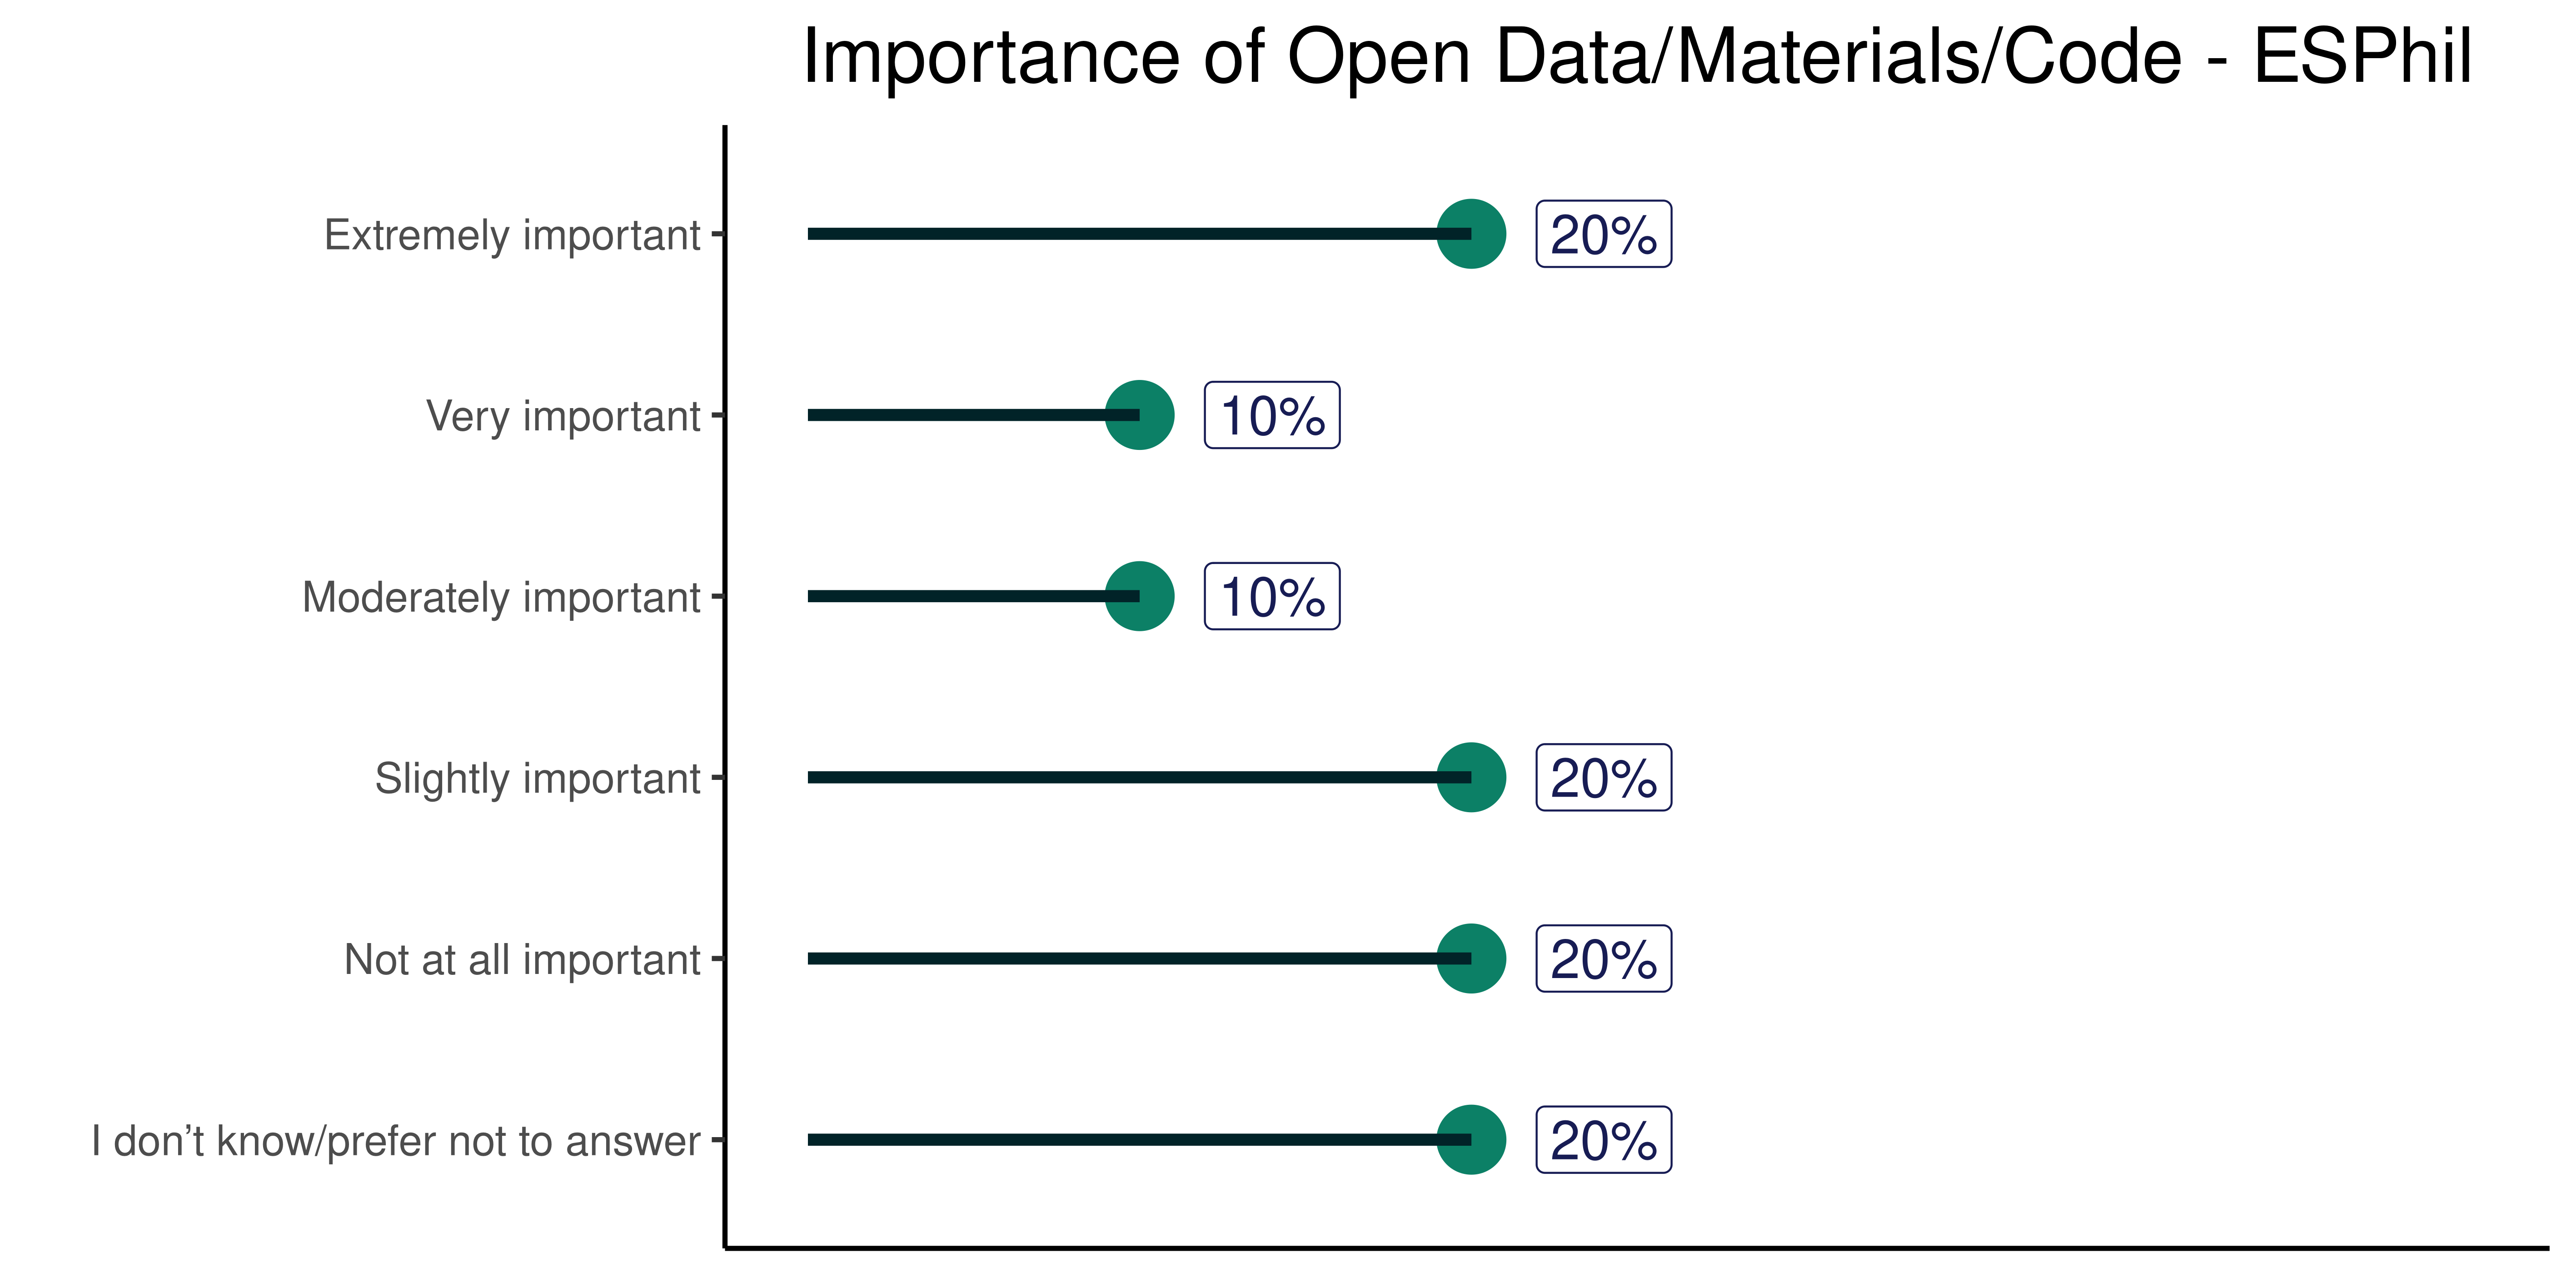 Importance of Open Data/Materials/Code - ESPhil
Extremely important 20%
Very important 10%
Moderately important 10%
Slightly important 20%
Not at all important 20%
I don’t know/prefer not to answer 20%